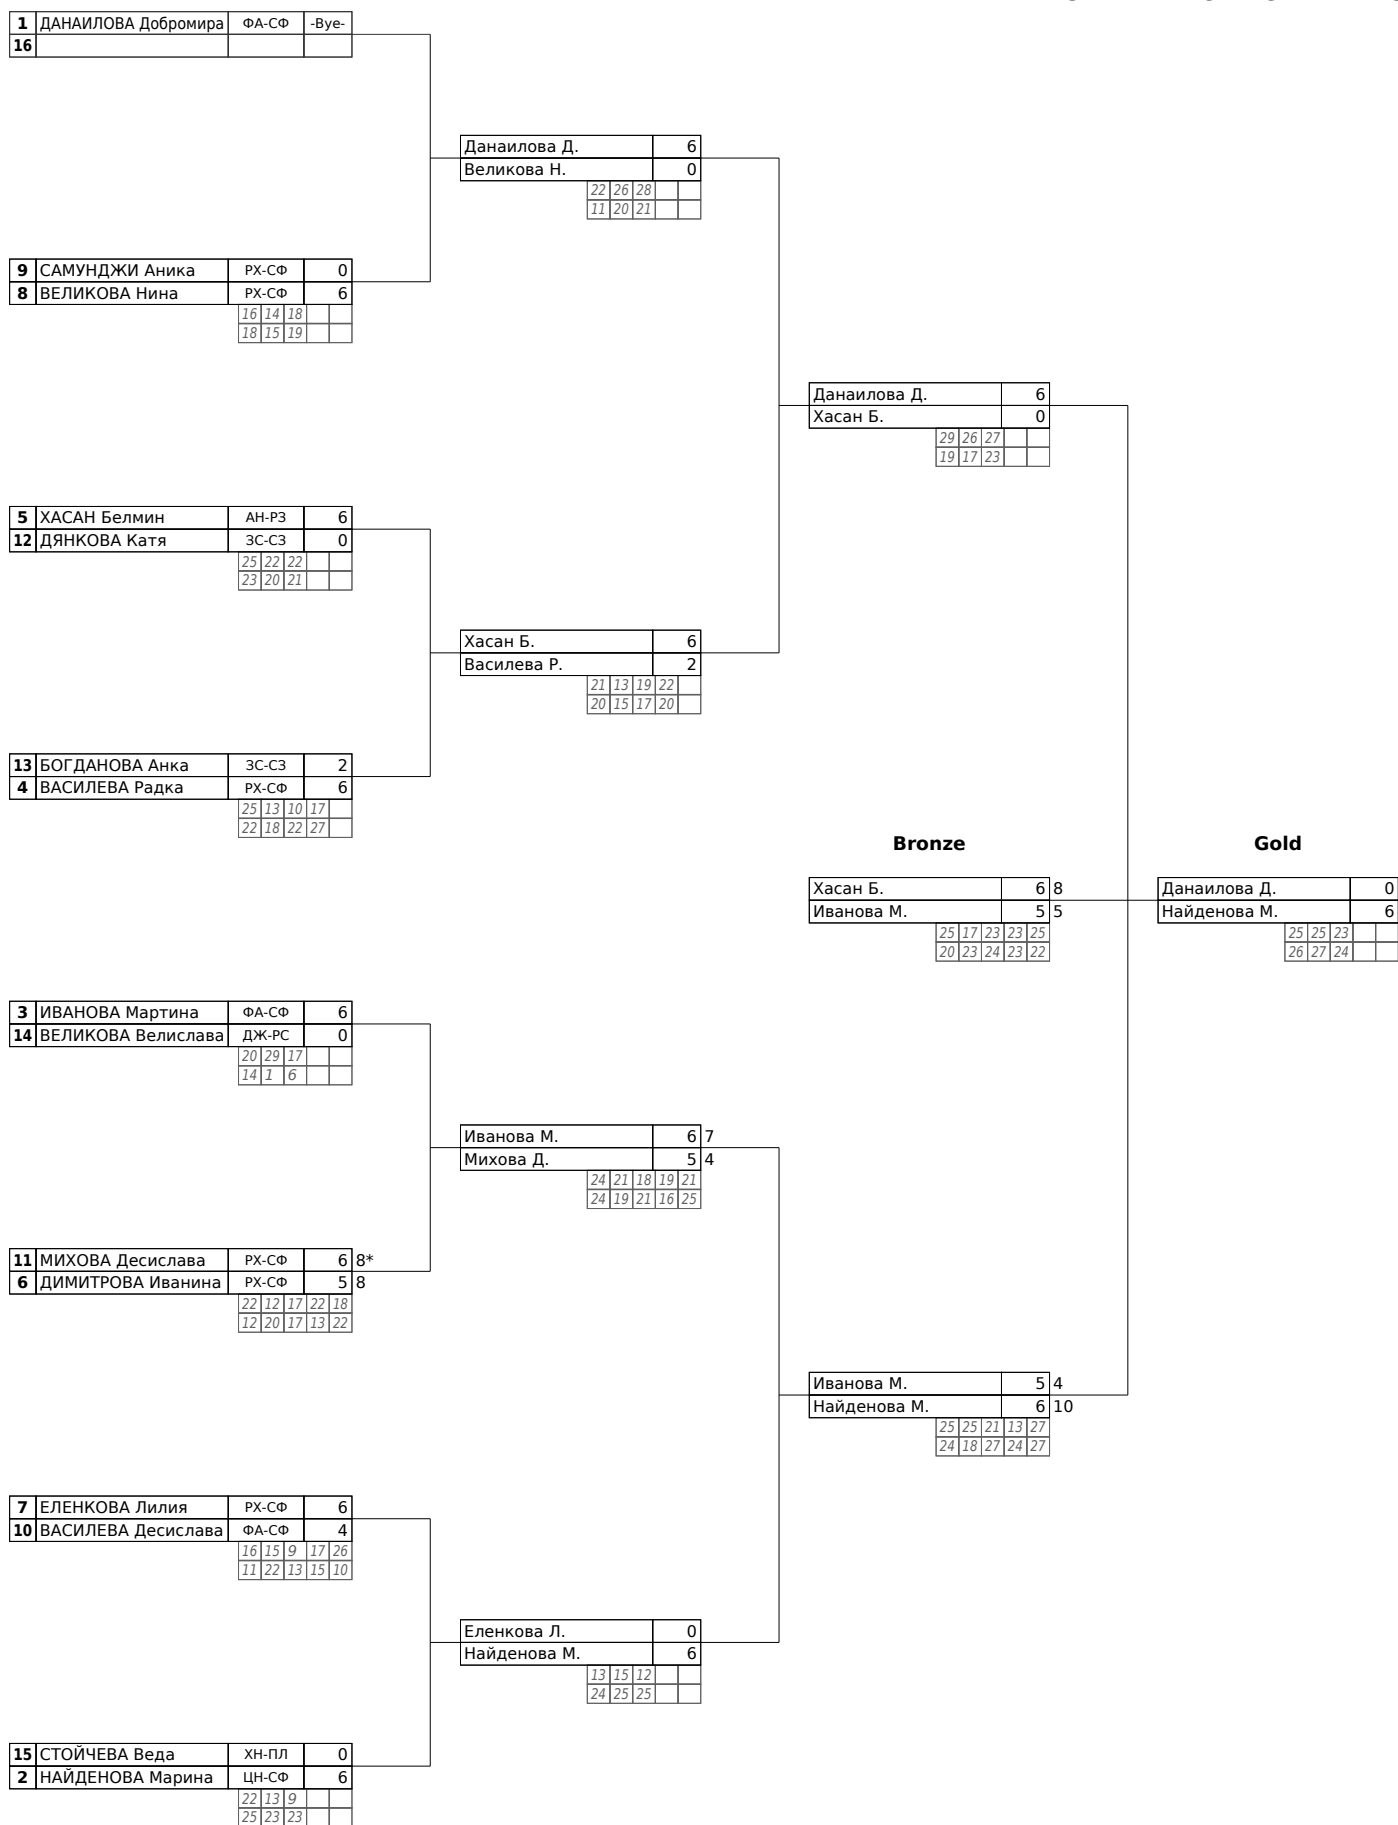 1 ДАНАИЛОВА Добромира ФА-СФ -Bye-
16
Данаилова Д. 6
Великова Н. 0
22 26 28
11 20 21
9 САМУНДЖИ Аника РХ-СФ 0
8 ВЕЛИКОВА Нина РХ-СФ 6
16 14 18
18 15 19
Данаилова Д. 6
Хасан Б. 0
29 26 27
19 17 23
5 ХАСАН Белмин АН-РЗ 6
12 ДЯНКОВА Катя ЗС-СЗ 0
25 22 22
23 20 21
Хасан Б. 6
Василева Р. 2
21 13 19 22
20 15 17 20
13 БОГДАНОВА Анка ЗС-СЗ 2
4 ВАСИЛЕВА Радка РХ-СФ 6
25 13 10 17
22 18 22 27
Bronze Gold
Хасан Б. 6 8 Данаилова Д. 0
Иванова М. 5 5 Найденова М. 6
25 17 23 23 25 25 25 23
20 23 24 23 22 26 27 24
3 ИВАНОВА Мартина ФА-СФ 6
14 ВЕЛИКОВА Велислава ДЖ-РС 0
20 29 17
14 1 6
Иванова М. 6 7
Михова Д. 5 4
24 21 18 19 21
24 19 21 16 25
11 МИХОВА Десислава РХ-СФ 6 8*
6 ДИМИТРОВА Иванина РХ-СФ 5 8
22 12 17 22 18
12 20 17 13 22
Иванова М. 5 4
Найденова М. 6 10
25 25 21 13 27
24 18 27 24 27
7 ЕЛЕНКОВА Лилия РХ-СФ 6
10 ВАСИЛЕВА Десислава ФА-СФ 4
16 15 9 17 26
11 22 13 15 10
Еленкова Л. 0
Найденова М. 6
13 15 12
24 25 25
15 СТОЙЧЕВА Веда ХН-ПЛ 0
2 НАЙДЕНОВА Марина ЦН-СФ 6
22 13 9
25 23 23